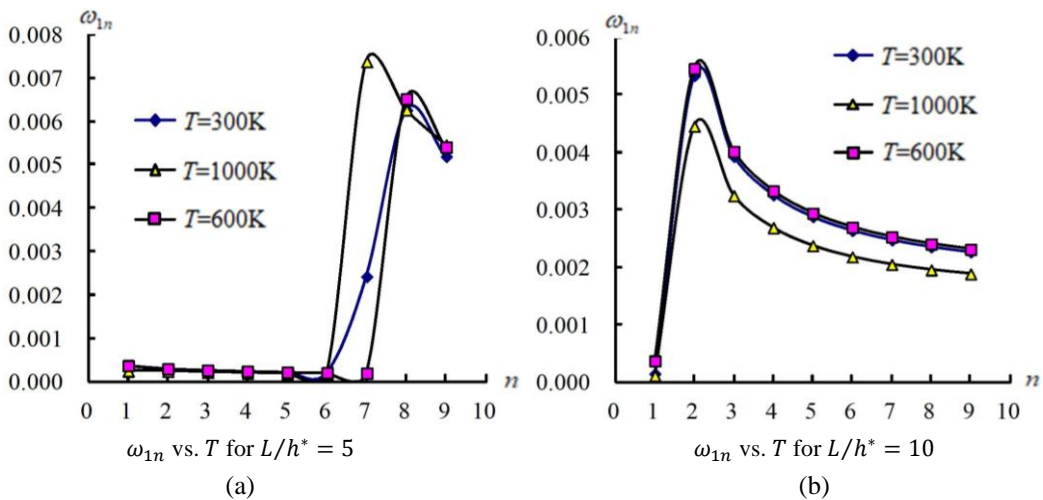 ω1n
0.008
0.007
0.006
0.005
0.004
0.003
0.002
0.001
0.000
0 1 2 3 4 5 6 7 8 9 10
n
T=300K
T=1000K
T=600K
ω1n vs. T for L/h* = 5
(a)
ω1n
0.006
0.005
0.004
0.003
0.002
0.001
0.000
0 1 2 3 4 5 6 7 8 9 10
n
T=300K
T=1000K
T=600K
ω1n vs. T for L/h* = 10
(b)